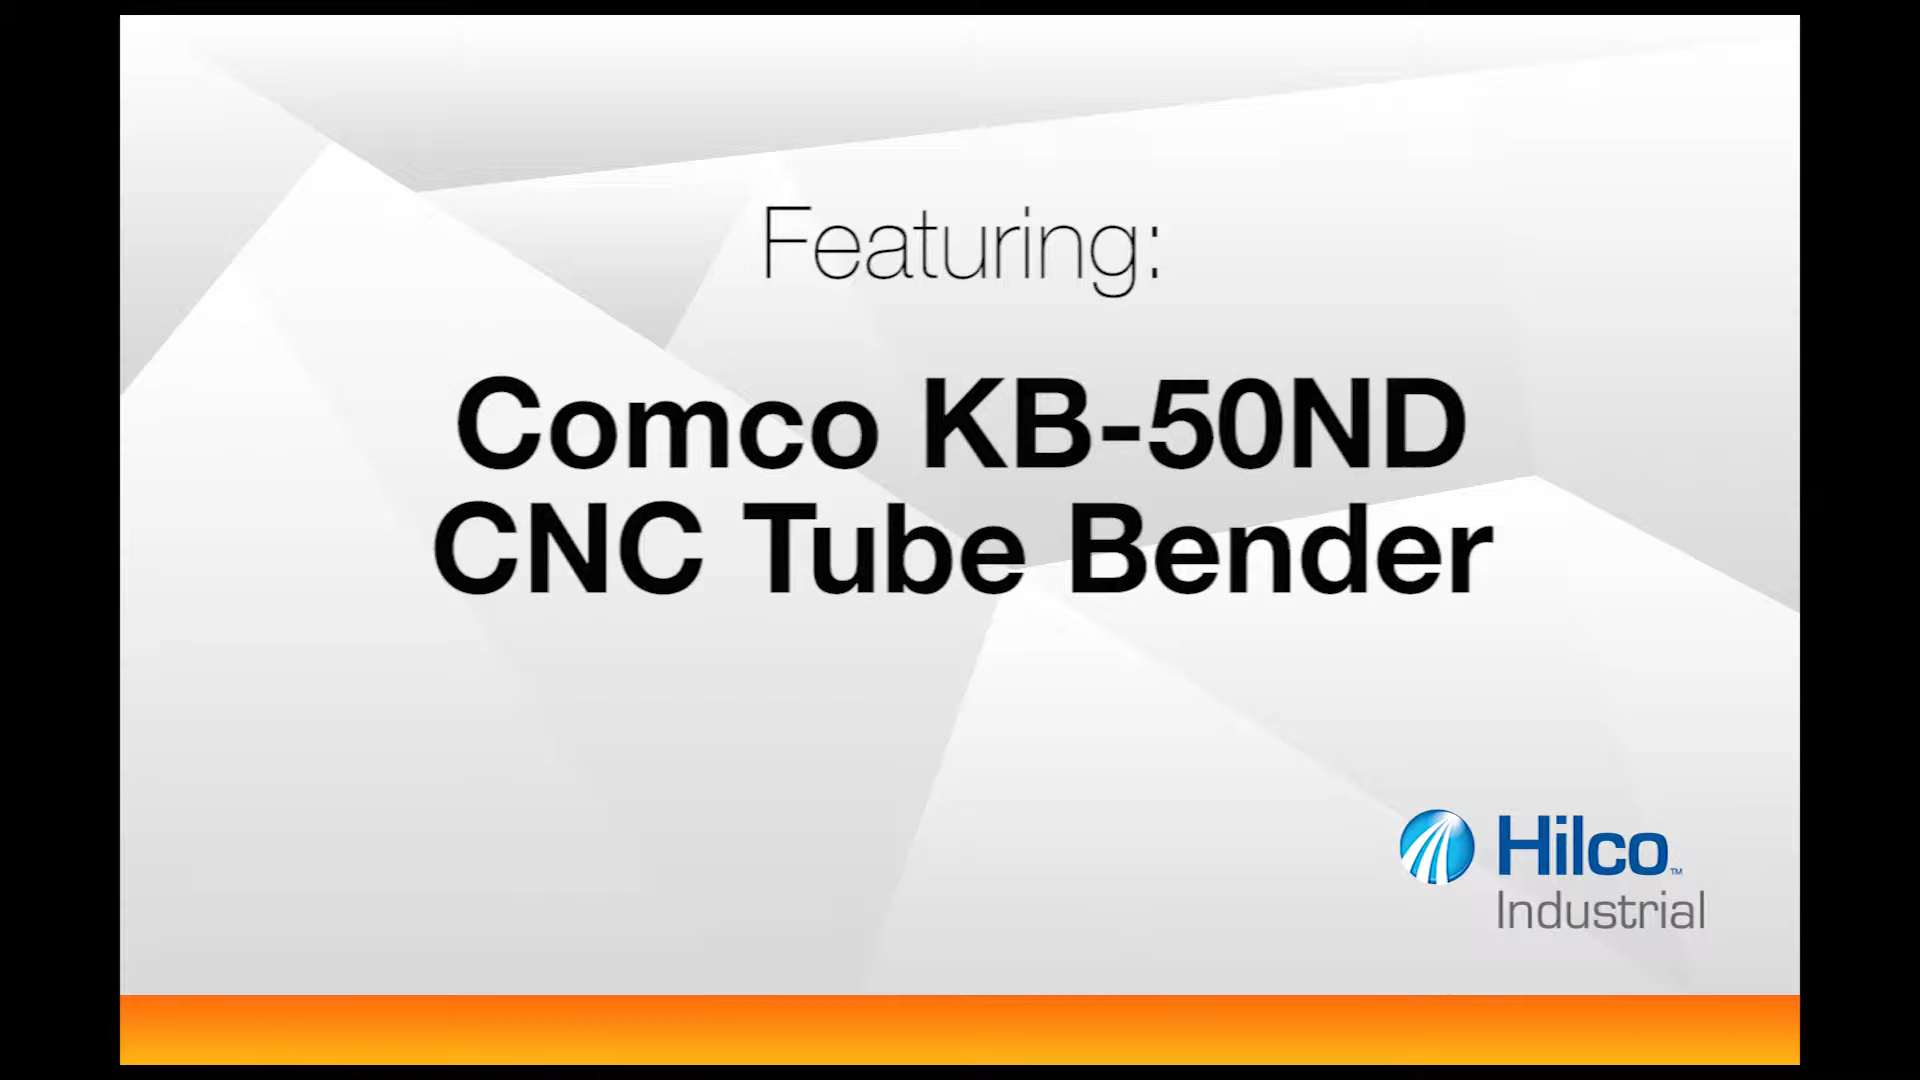 Featuring:
Comco KB-50ND
CNC Tube Bender
Hilco™
Industrial